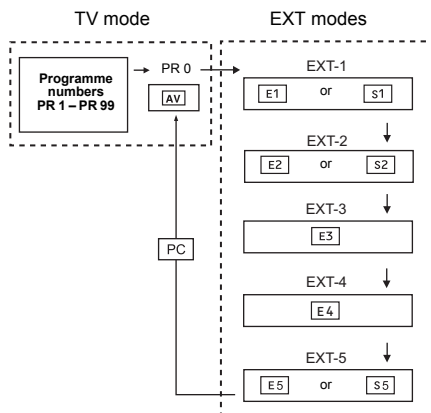 TV mode
EXT modes
Programme
numbers
PR 1 – PR 99
PR 0
AV
EXT-1
E1 or S1
EXT-2
E2 or S2
EXT-3
E3
PC
EXT-4
E4
EXT-5
E5 or S5